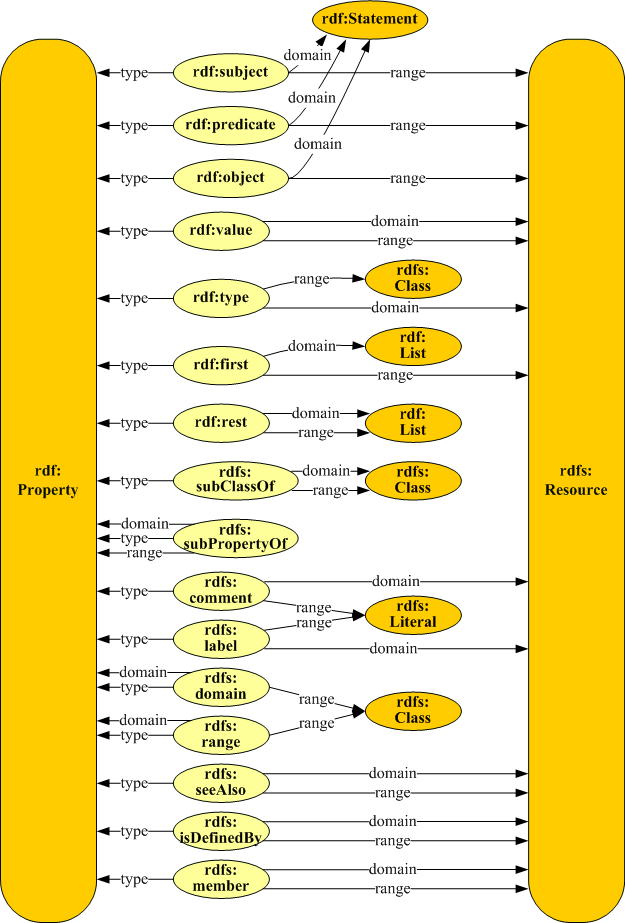 rdf:Statement
domain
type
rdf:subject
range
domain
type
rdf:predicate
range
domain
type
rdf:object
range
type
rdf:value
domain
range
type
rdf:type
range
rdfs:
Class
domain
type
rdf:first
domain
rdf:
List
range
type
rdf:rest
domain
range
rdf:
List
rdf:
Property
rdfs:
Resource
type
rdfs:
subClassOf
domain
range
rdfs:
Class
domain
type
range
rdfs:
subPropertyOf
type
rdfs:
comment
domain
range
rdfs:
Literal
range
type
rdfs:
label
domain
domain
type
rdfs:
domain
range
rdfs:
Class
domain
type
rdfs:
range
range
type
rdfs:
seeAlso
domain
range
type
rdfs:
isDefinedBy
domain
range
type
rdfs:
member
domain
range